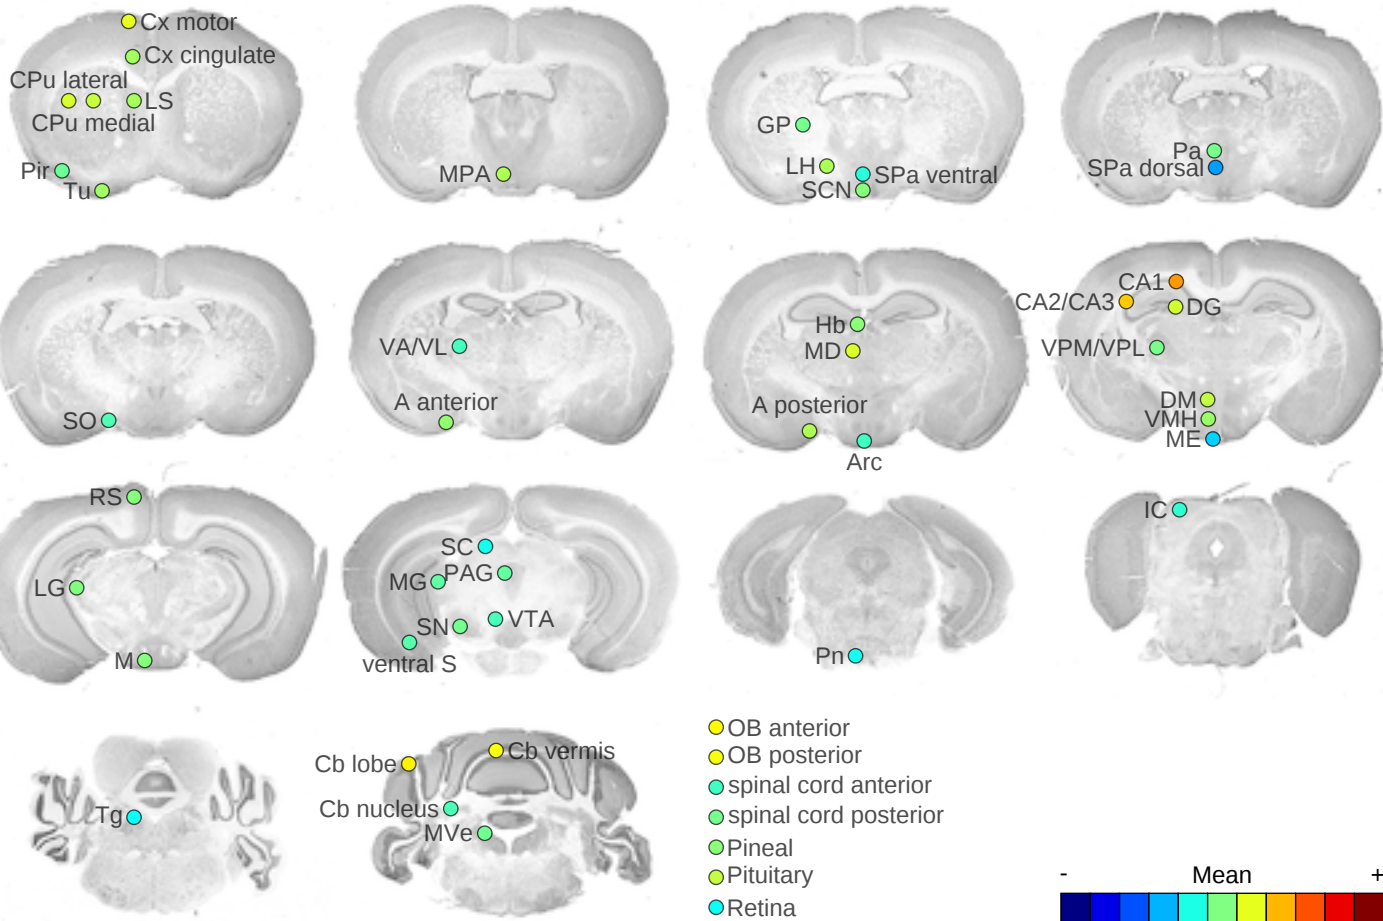 Cx motor
Cx cingulate
CPu lateral
LS
CPu medial
Pir
Tu
MPA
GP
LH
SPa ventral
SCN
Pa
SPa dorsal
SO
VA/VL
A anterior
Hb
MD
A posterior
Arc
CA1
CA2/CA3
DG
VPM/VPL
DM
VMH
ME
RS
LG
M
SC
PAG
MG
VTA
SN
ventral S
Pn
IC
Tg
Cb lobe
Cb vermis
Cb nucleus
MVe
OB anterior
OB posterior
spinal cord anterior
spinal cord posterior
Pineal
Pituitary
Retina
- Mean +